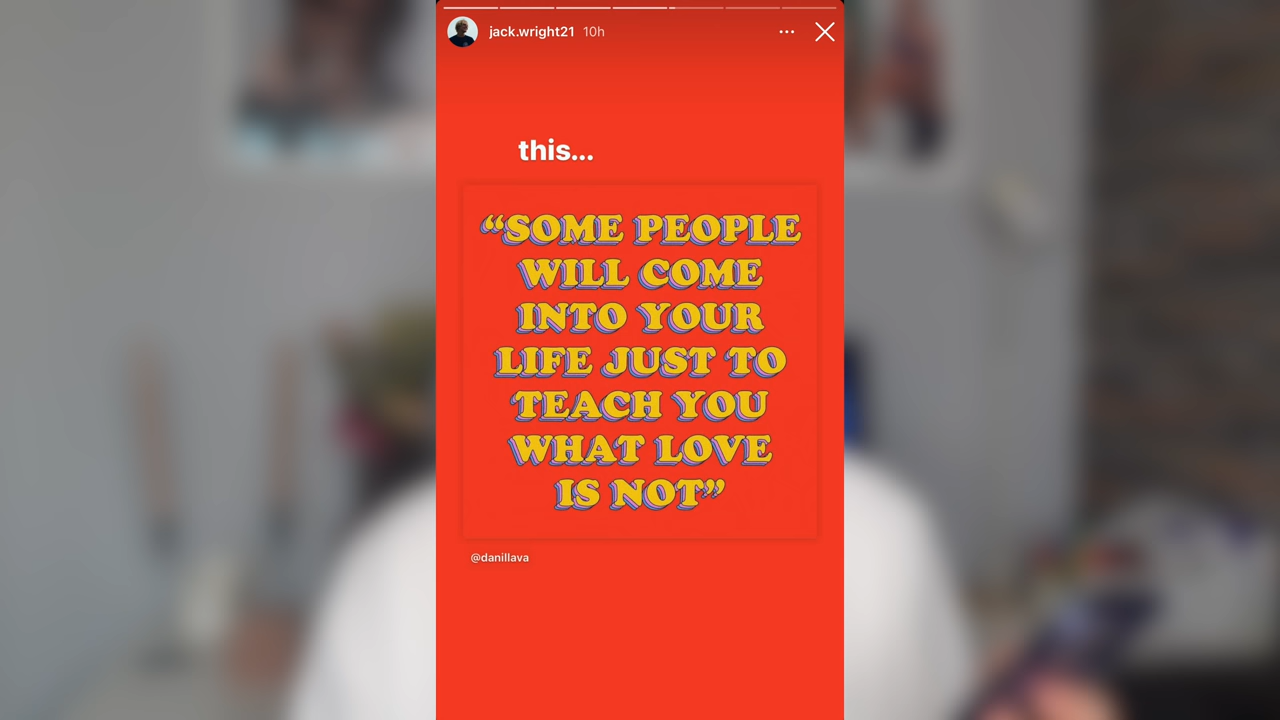 jack.wright21 10h
this...
“SOME PEOPLE
WILL COME
INTO YOUR
LIFE JUST TO
TEACH YOU
WHAT LOVE
IS NOT”
@danillava